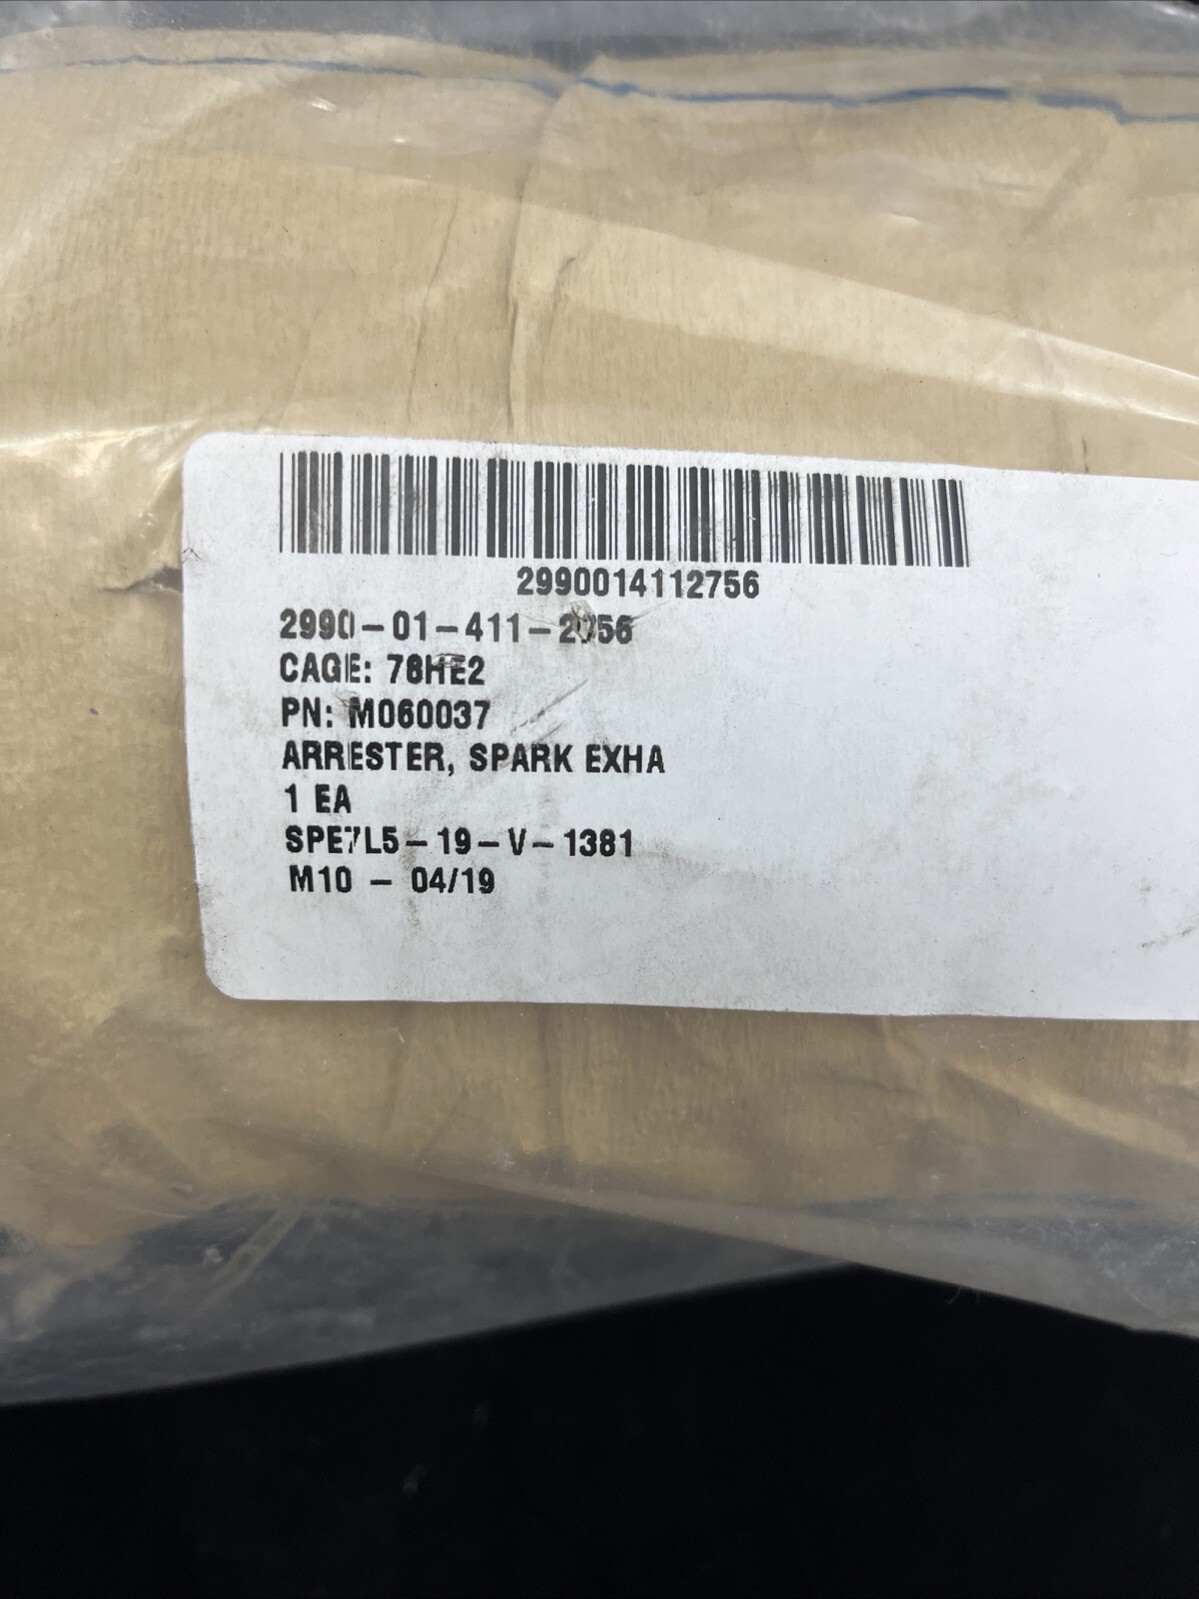 2990014112756
2990-01-411-2756
CAGE: 78HE2
PN: M060037
ARRESTER, SPARK EXHA
1 EA
SPE7L5-19-V-1381
M10 - 04/19